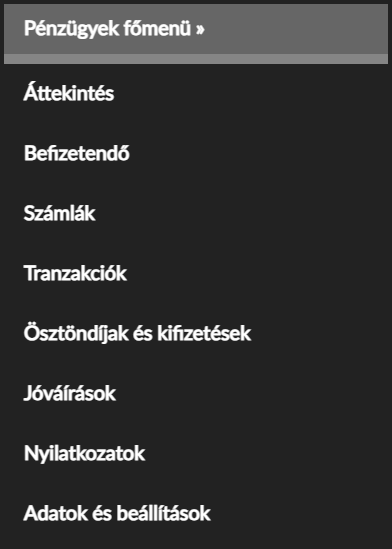 Pénzügyek főmenü »
Áttekintés
Befizetendő
Számlák
Tranzakciók
Ösztöndíjak és kifizetések
Jóváírások
Nyilatkozatok
Adatok és beállítások